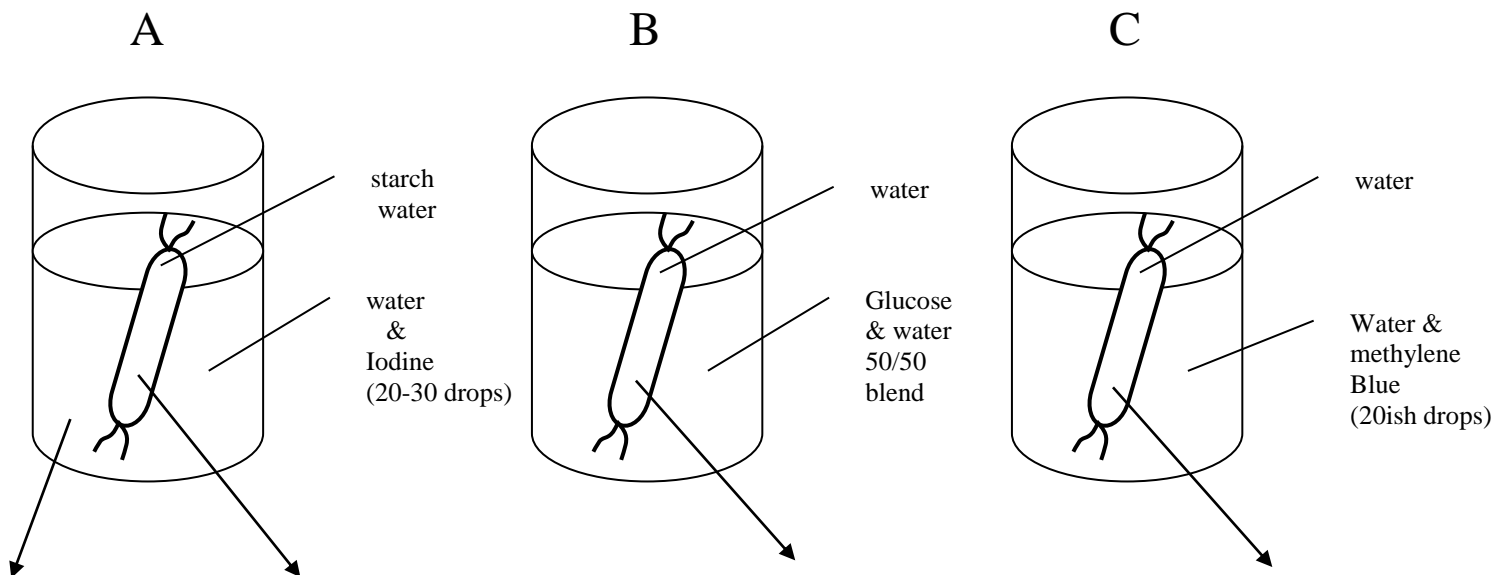 A
B
C
starch
water
water
&
Iodine
(20-30 drops)
water
Glucose
& water
50/50
blend
water
Water &
methylene
Blue
(20ish drops)